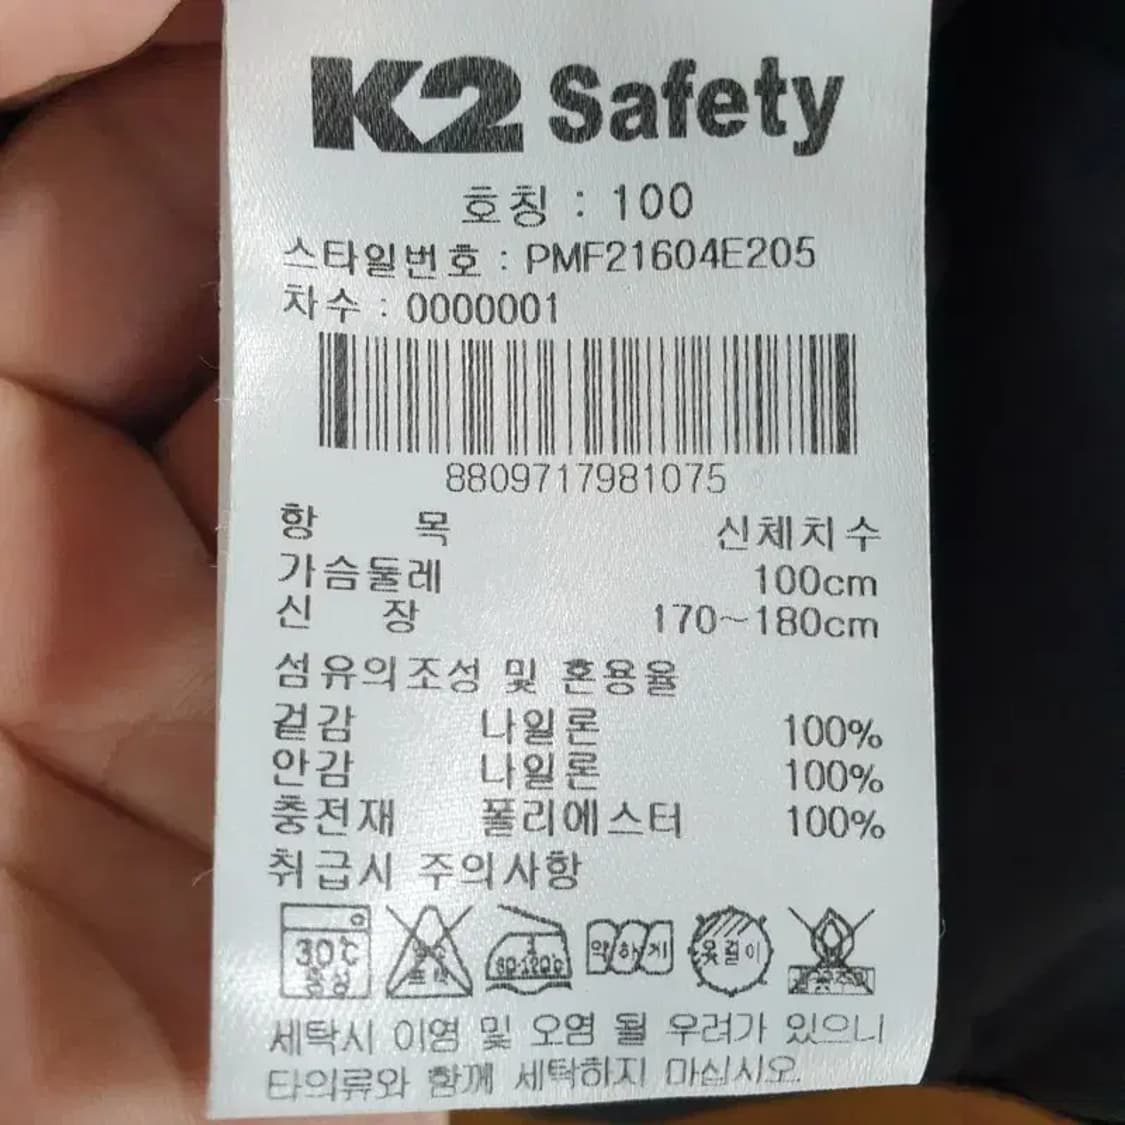 K2 Safety
호칭 : 100
스타일번호 : PMF21604E205
차수 : 0000001
8809717981075
항 목 신체치수
가슴둘레 100cm
신 장 170~180cm
섬유의조성 및 혼용율
겉감 나일론 100%
안감 나일론 100%
충전재 폴리에스터 100%
취급시 주의사항
30℃ 중성 약하게 옷걸이
세탁시 이염 및 오염 될 우려가 있으니
타의류와 함께 세탁하지 마십시오.